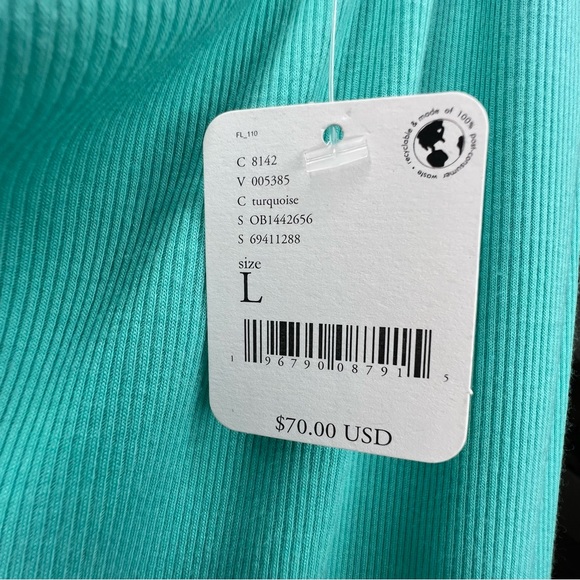 FL_110
recyclable & made of 100% post-consumer waste •
C 8142
V 005385
C turquoise
S OB1442656
S 69411288
size
L
1 96790 08791 5
$70.00 USD